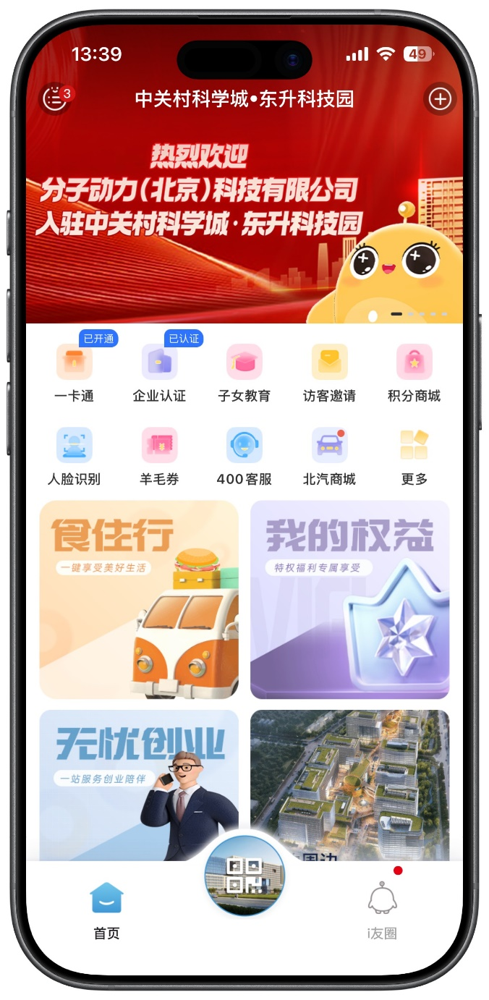 13:39
49
3
中关村科学城•东升科技园
热烈欢迎
分子动力(北京)科技有限公司
入驻中关村科学城·东升科技园
已开通
已认证
一卡通
企业认证
子女教育
访客邀请
积分商城
人脸识别
羊毛券
400客服
北汽商城
更多
食住行
一键享受美好生活
我的权益
特权福利专属享受
无忧创业
一站服务创业陪伴
周边
首页
i友圈